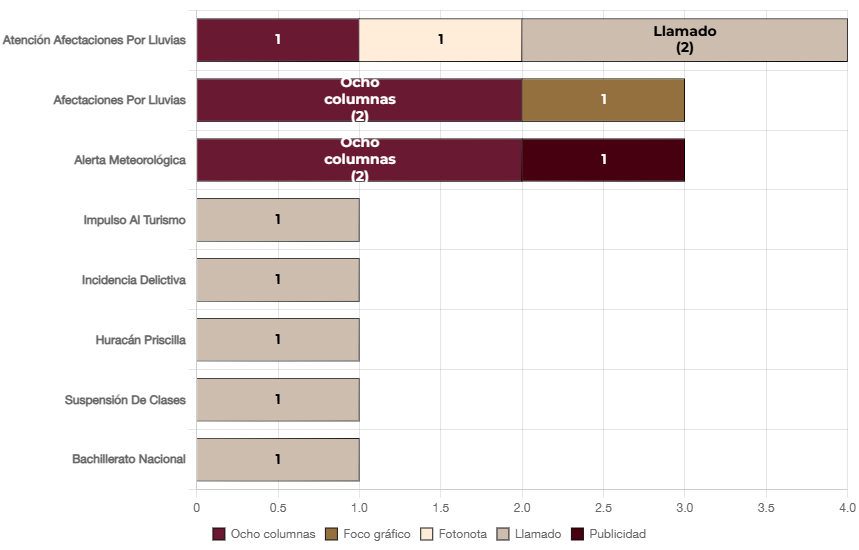 Atención Afectaciones Por Lluvias
1
1
Llamado
(2)
Afectaciones Por Lluvias
Ocho
columnas
(2)
1
Alerta Meteorológica
Ocho
columnas
(2)
1
Impulso Al Turismo
1
Incidencia Delictiva
1
Huracán Priscilla
1
Suspensión De Clases
1
Bachillerato Nacional
1
0 0.5 1.0 1.5 2.0 2.5 3.0 3.5 4.0
Ocho columnas Foco gráfico Fotonota Llamado Publicidad